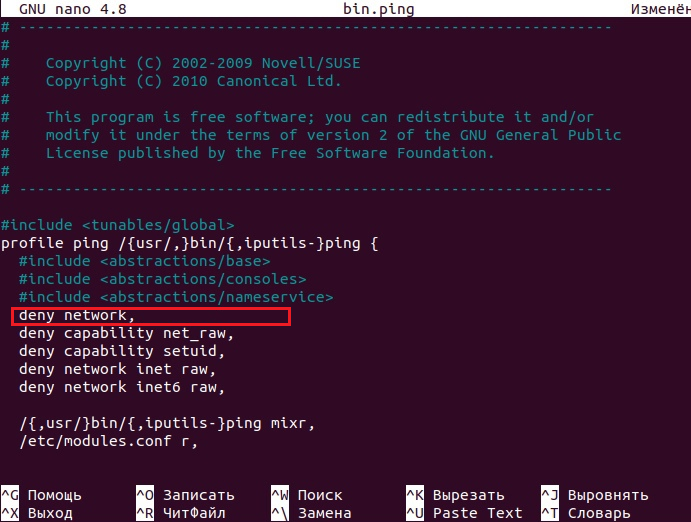 GNU nano 4.8 bin.ping Изменён
# ------------------------------------------------------------------
#
#    Copyright (C) 2002-2009 Novell/SUSE
#    Copyright (C) 2010 Canonical Ltd.
#
#    This program is free software; you can redistribute it and/or
#    modify it under the terms of version 2 of the GNU General Public
#    License published by the Free Software Foundation.
#
# ------------------------------------------------------------------

#include <tunables/global>
profile ping /{usr/,}bin/{,iputils-}ping {
  #include <abstractions/base>
  #include <abstractions/consoles>
  #include <abstractions/nameservice>
  deny network,
  deny capability net_raw,
  deny capability setuid,
  deny network inet raw,
  deny network inet6 raw,

  /{,usr/}bin/{,iputils-}ping mixr,
  /etc/modules.conf r,

^G Помощь ^O Записать ^W Поиск ^K Вырезать ^J Выровнять
^X Выход ^R ЧитФайл ^\ Замена ^U Paste Text ^T Словарь